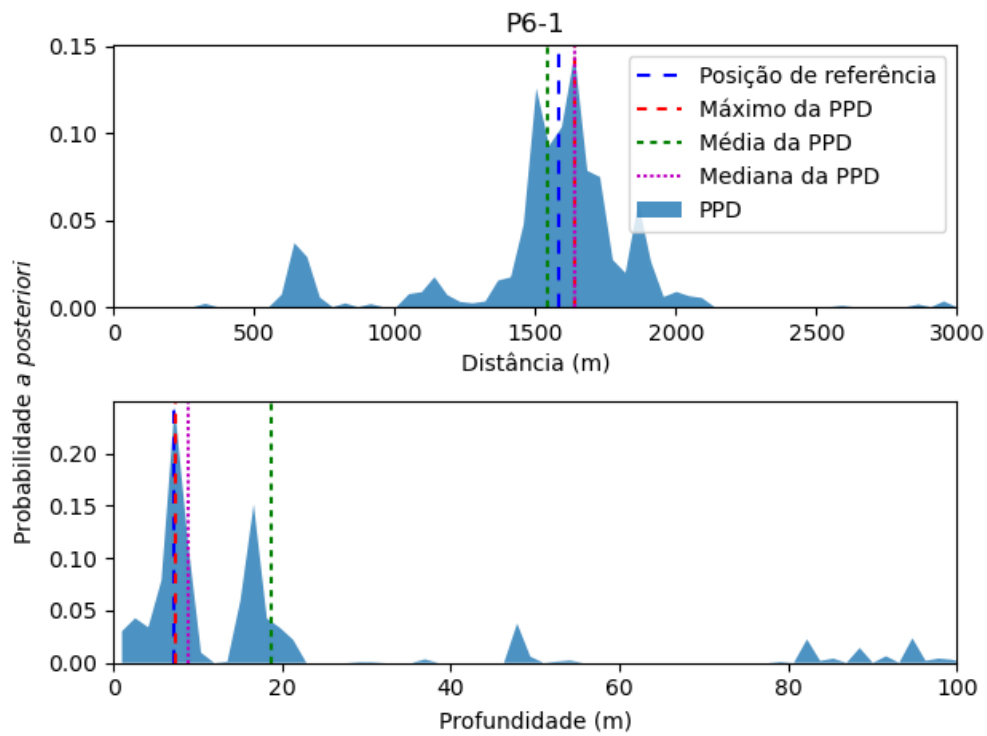 P6-1
0.15
0.10
0.05
0.00
Posição de referência
Máximo da PPD
Média da PPD
Mediana da PPD
PPD
0 500 1000 1500 2000 2500 3000
Distância (m)
Probabilidade a posteriori
0.20
0.15
0.10
0.05
0.00
0 20 40 60 80 100
Profundidade (m)